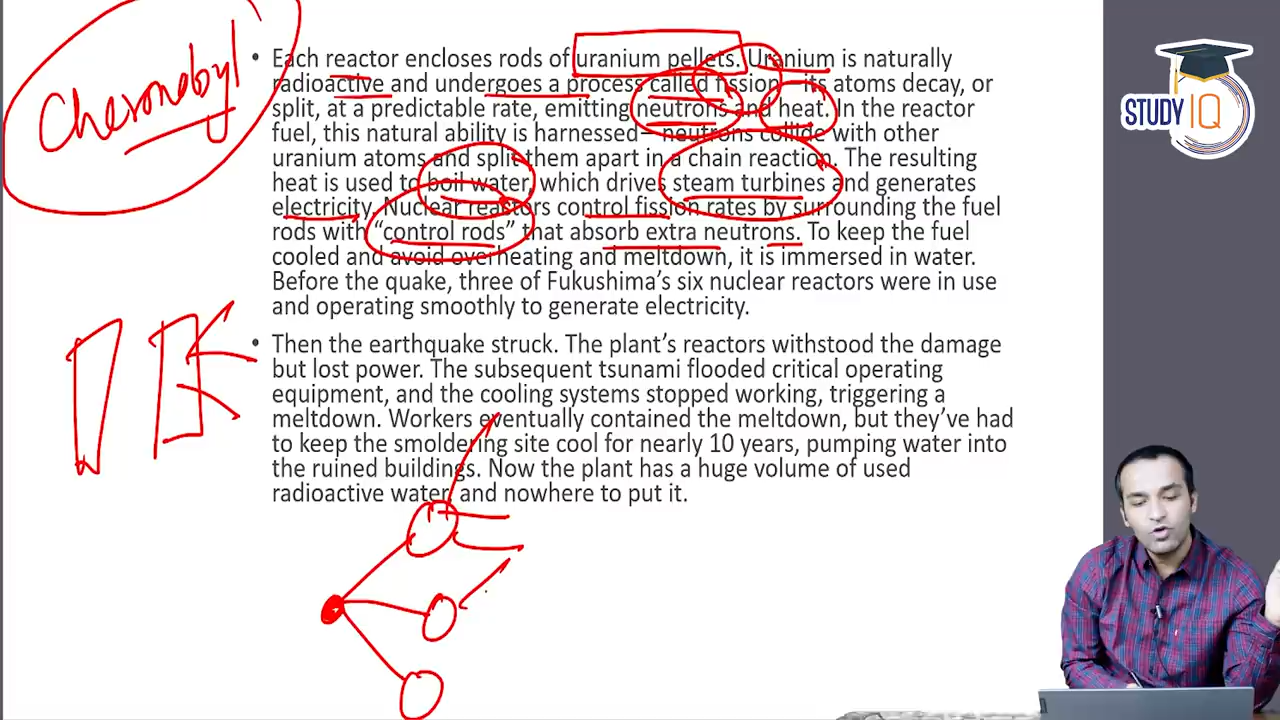 Cheronobyl
• Each reactor encloses rods of uranium pellets. Uranium is naturally
radioactive and undergoes a process called fission—its atoms decay, or
split, at a predictable rate, emitting neutrons and heat. In the reactor
fuel, this natural ability is harnessed—neutrons collide with other
uranium atoms and split them apart in a chain reaction. The resulting
heat is used to boil water, which drives steam turbines and generates
electricity. Nuclear reactors control fission rates by surrounding the fuel
rods with “control rods” that absorb extra neutrons. To keep the fuel
cooled and avoid overheating and meltdown, it is immersed in water.
Before the quake, three of Fukushima’s six nuclear reactors were in use
and operating smoothly to generate electricity.
• Then the earthquake struck. The plant’s reactors withstood the damage
but lost power. The subsequent tsunami flooded critical operating
equipment, and the cooling systems stopped working, triggering a
meltdown. Workers eventually contained the meltdown, but they’ve had
to keep the smoldering site cool for nearly 10 years, pumping water into
the ruined buildings. Now the plant has a huge volume of used
radioactive water, and nowhere to put it.
STUDY IQ